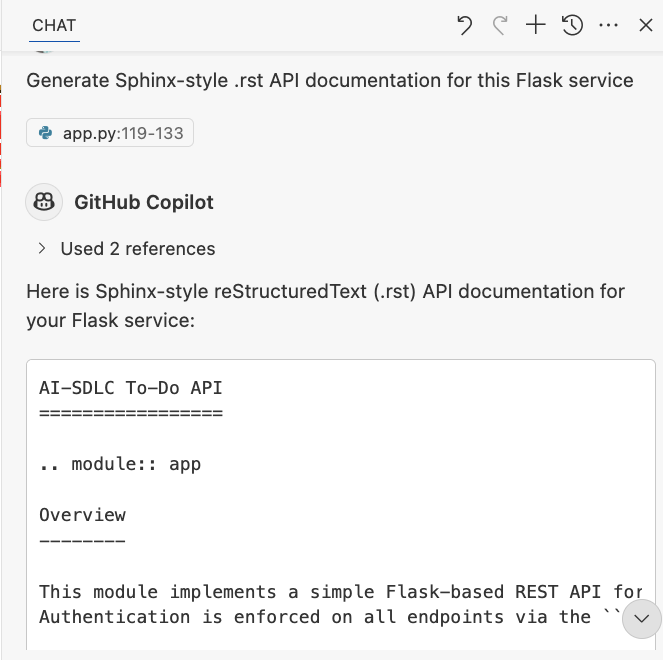 CHAT
Generate Sphinx-style .rst API documentation for this Flask service
app.py:119-133
GitHub Copilot
Used 2 references
Here is Sphinx-style reStructuredText (.rst) API documentation for
your Flask service:
AI-SDLC To-Do API
=================
.. module:: app
Overview
--------
This module implements a simple Flask-based REST API for
Authentication is enforced on all endpoints via the ``